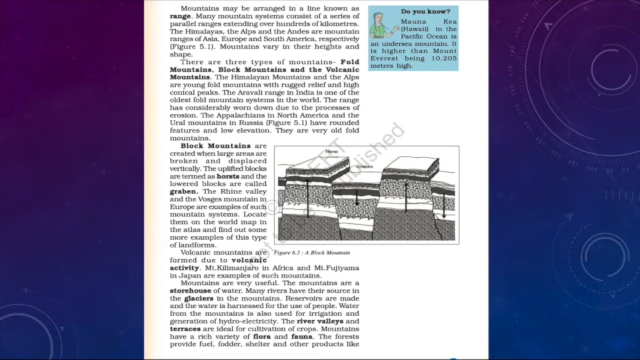 Mountains may be arranged in a line known as
range. Many mountain systems consist of a series of
parallel ranges extending over hundreds of kilometres.
The Himalayas, the Alps and the Andes are mountain
ranges of Asia, Europe and South America, respectively
(Figure 5.1). Mountains vary in their heights and
shape.
There are three types of mountains- Fold
Mountains, Block Mountains and the Volcanic
Mountains. The Himalayan Mountains and the Alps
are young fold mountains with rugged relief and high
conical peaks. The Aravali range in India is one of the
oldest fold mountain systems in the world. The range
has considerably worn down due to the processes of
erosion. The Appalachians in North America and the
Ural mountains in Russia (Figure 5.1) have rounded
features and low elevation. They are very old fold
mountains.
Block Mountains are
created when large areas are
broken and displaced
vertically. The uplifted blocks
are termed as horsts and the
lowered blocks are called
graben. The Rhine valley
and the Vosges mountain in
Europe are examples of such
mountain systems. Locate
them on the world map in
the atlas and find out some
more examples of this type
of landforms.
Volcanic mountains are
formed due to volcanic
activity. Mt.Kilimanjaro in Africa and Mt.Fujiyama
in Japan are examples of such mountains.
Mountains are very useful. The mountains are a
storehouse of water. Many rivers have their source in
the glaciers in the mountains. Reservoirs are made
and the water is harnessed for the use of people. Water
from the mountains is also used for irrigation and
generation of hydro-electricity. The river valleys and
terraces are ideal for cultivation of crops. Mountains
have a rich variety of flora and fauna. The forests
provide fuel, fodder, shelter and other products like
Do you know?
Mauna Kea
(Hawaii) in the
Pacific Ocean is
an undersea mountain. It
is higher than Mount
Everest being 10,205
metres high.
Horst
Figure 5.3 : A Block Mountain